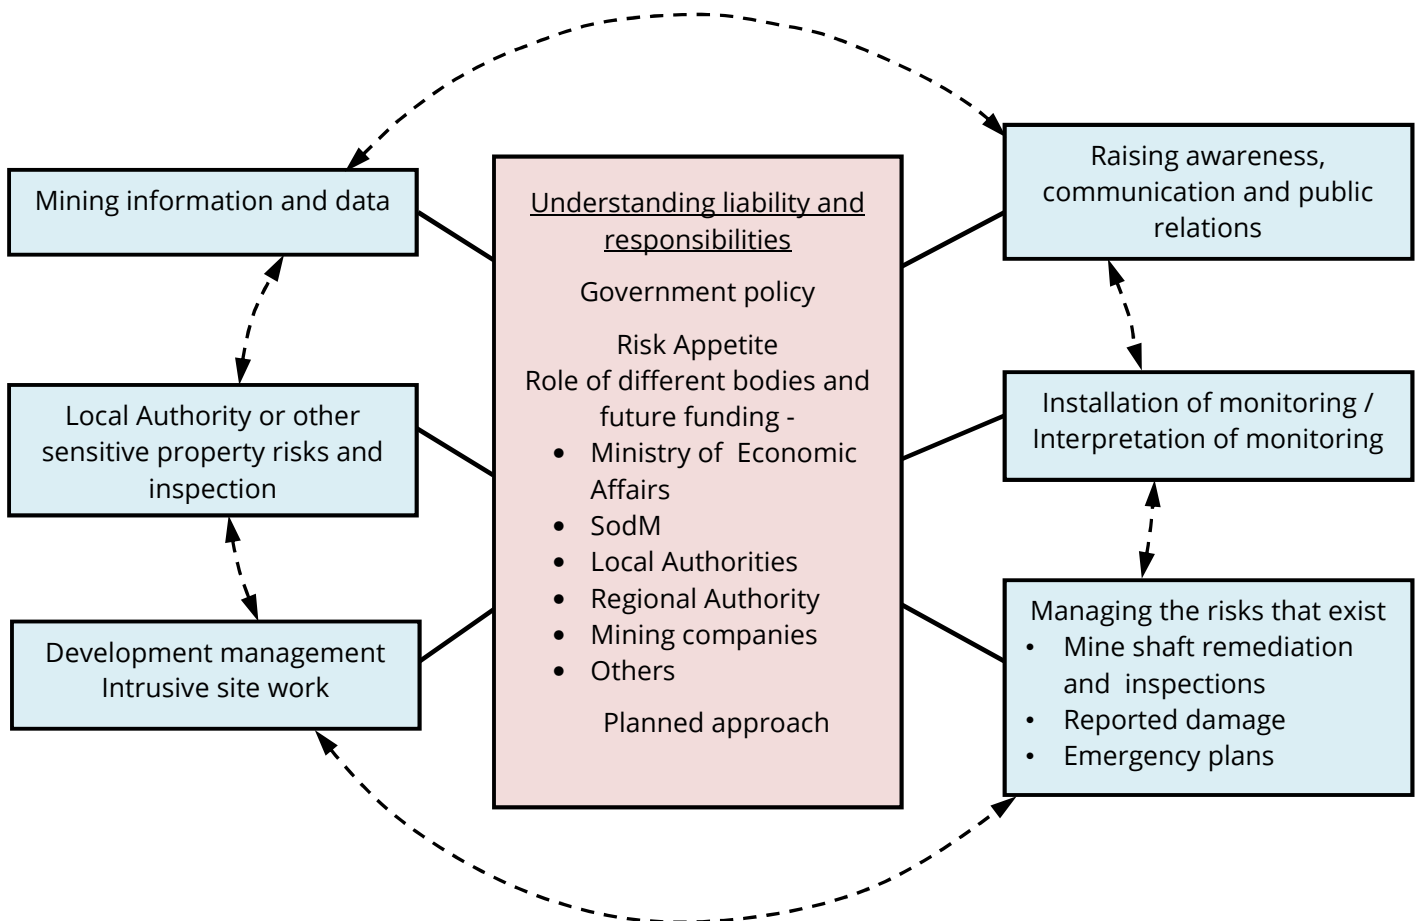 Mining information and data
Local Authority or other
sensitive property risks and
inspection
Development management
Intrusive site work
Understanding liability and
responsibilities
Government policy
Risk Appetite
Role of different bodies and
future funding -
• Ministry of  Economic
Affairs
• SodM
• Local Authorities
• Regional Authority
• Mining companies
• Others
Planned approach
Raising awareness,
communication and public
relations
Installation of monitoring /
Interpretation of monitoring
Managing the risks that exist
• Mine shaft remediation
and  inspections
• Reported damage
• Emergency plans